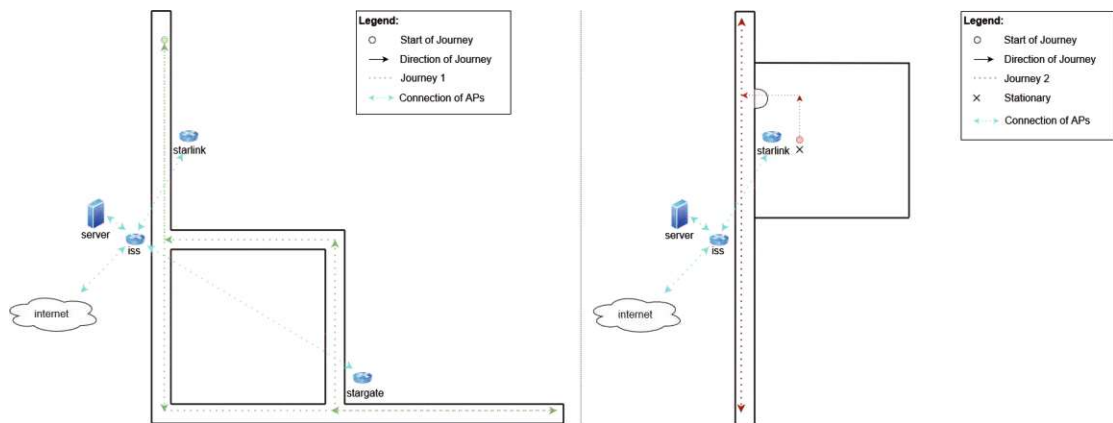 Legend:
Start of Journey
Direction of Journey
Journey 1
Connection of APs
starlink
server
iss
internet
stargate
Legend:
Start of Journey
Direction of Journey
Journey 2
Stationary
Connection of APs
starlink
server
iss
internet